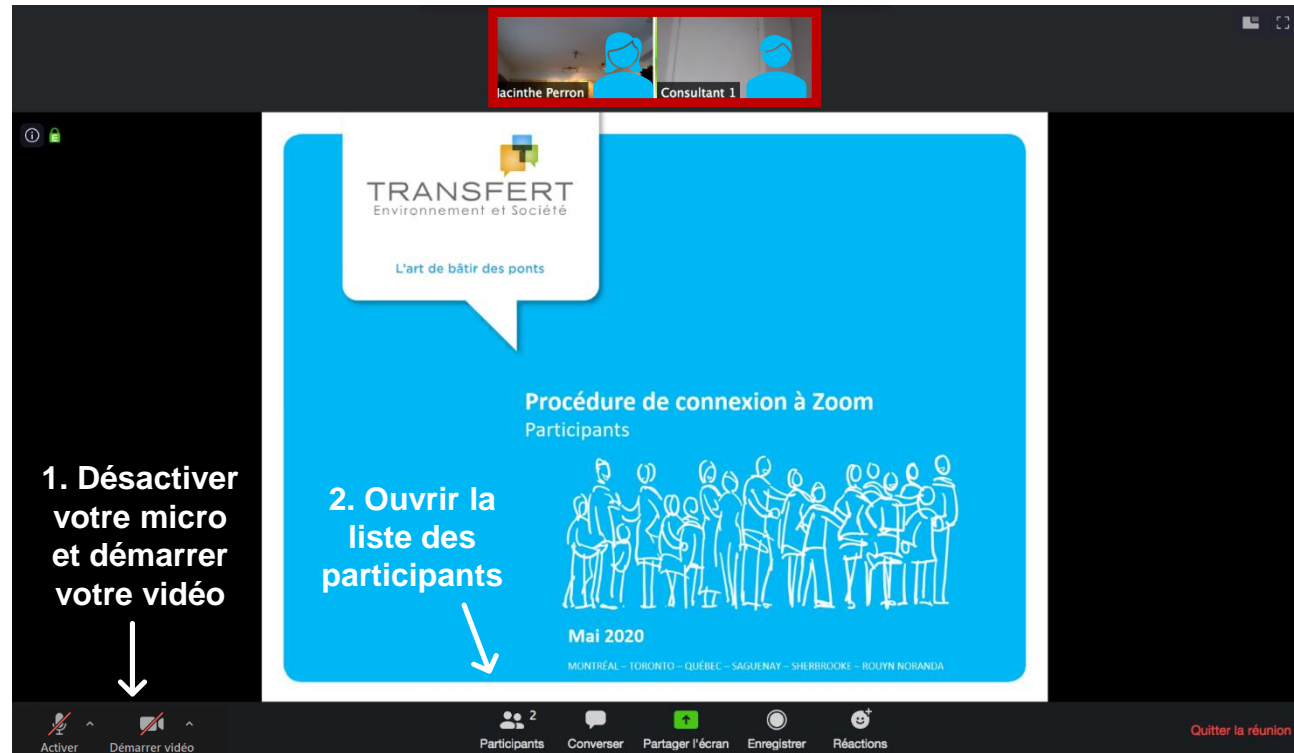 Jacinthe Perron
Consultant 1
TRANSFERT
Environnement et Société
L'art de bâtir des ponts
Procédure de connexion à Zoom
Participants
1. Désactiver
votre micro
et démarrer
votre vidéo
2. Ouvrir la
liste des
participants
Mai 2020
MONTRÉAL – TORONTO – QUÉBEC – SAGUENAY – SHERBROOKE – ROUYN NORANDA
Activer
Démarrer vidéo
2
Participants
Converser
Partager l'écran
Enregistrer
Réactions
Quitter la réunion